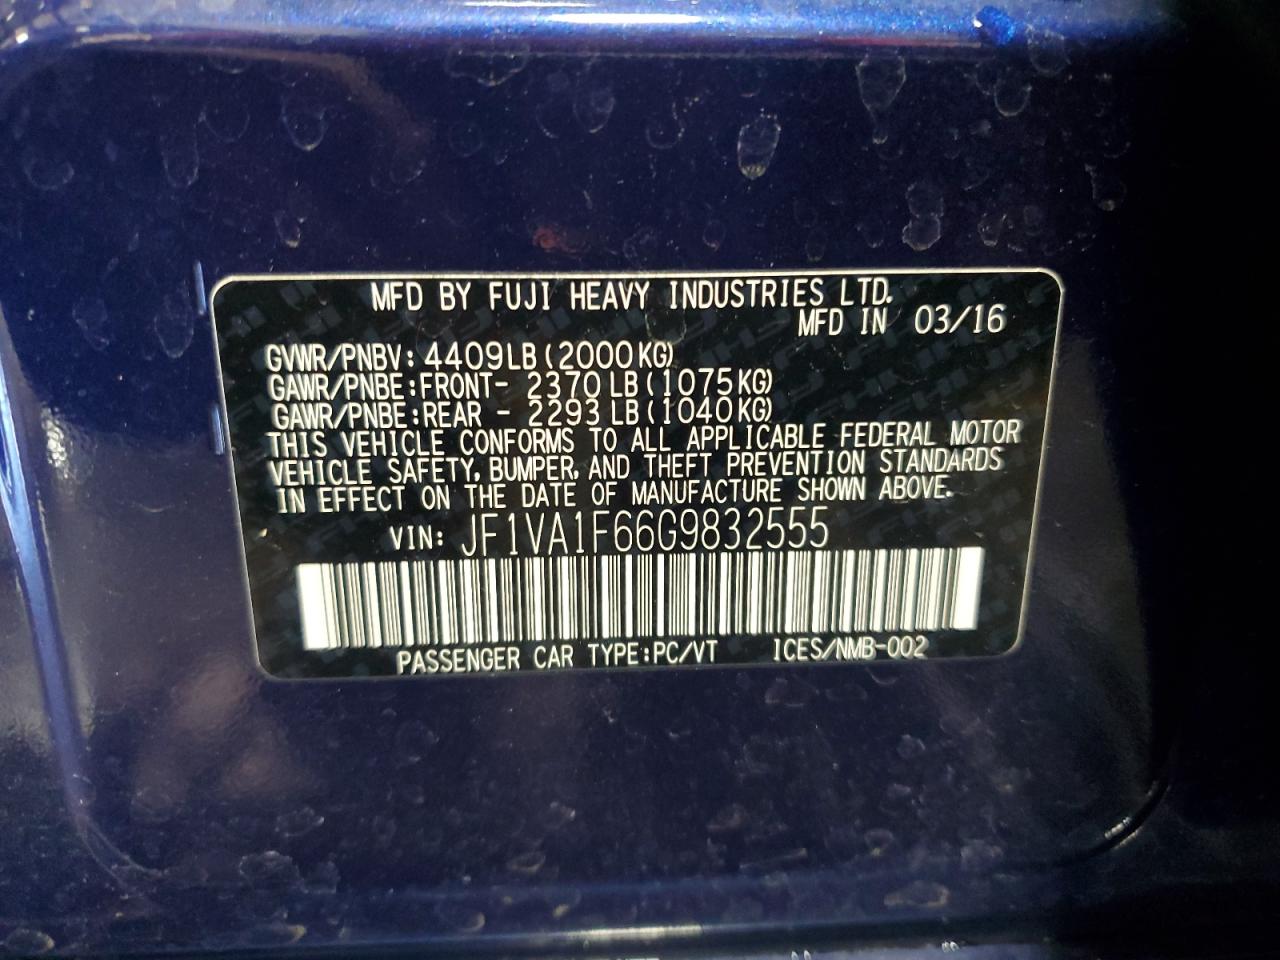 MFD BY FUJI HEAVY INDUSTRIES LTD.
MFD IN 03/16
GVWR/PNBV: 4409LB(2000KG)
GAWR/PNBE:FRONT- 2370LB(1075KG)
GAWR/PNBE:REAR - 2293LB(1040KG)
THIS VEHICLE CONFORMS TO ALL APPLICABLE FEDERAL MOTOR
VEHICLE SAFETY, BUMPER, AND THEFT PREVENTION STANDARDS
IN EFFECT ON THE DATE OF MANUFACTURE SHOWN ABOVE.
VIN: JF1VA1F66G9832555
PASSENGER CAR TYPE:PC/VT ICES/NMB-002